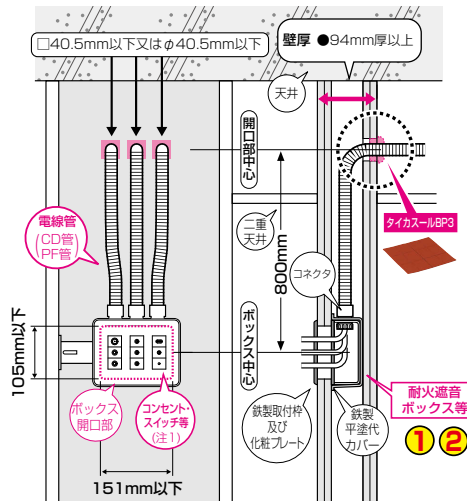 □40.5mm以下又はφ40.5mm以下
壁厚 ●94mm厚以上
天井
開口部中心
電線管
(CD管
PF管)
二重
天井
800mm
タイカスールBP3
コネクタ
105mm以下
ボックス中心
ボックス
開口部
コンセント・
スイッチ等
(注1)
鉄製取付枠
及び
化粧プレート
鉄製
平塗代
カバー
耐火遮音
ボックス等
① ②
151mm以下